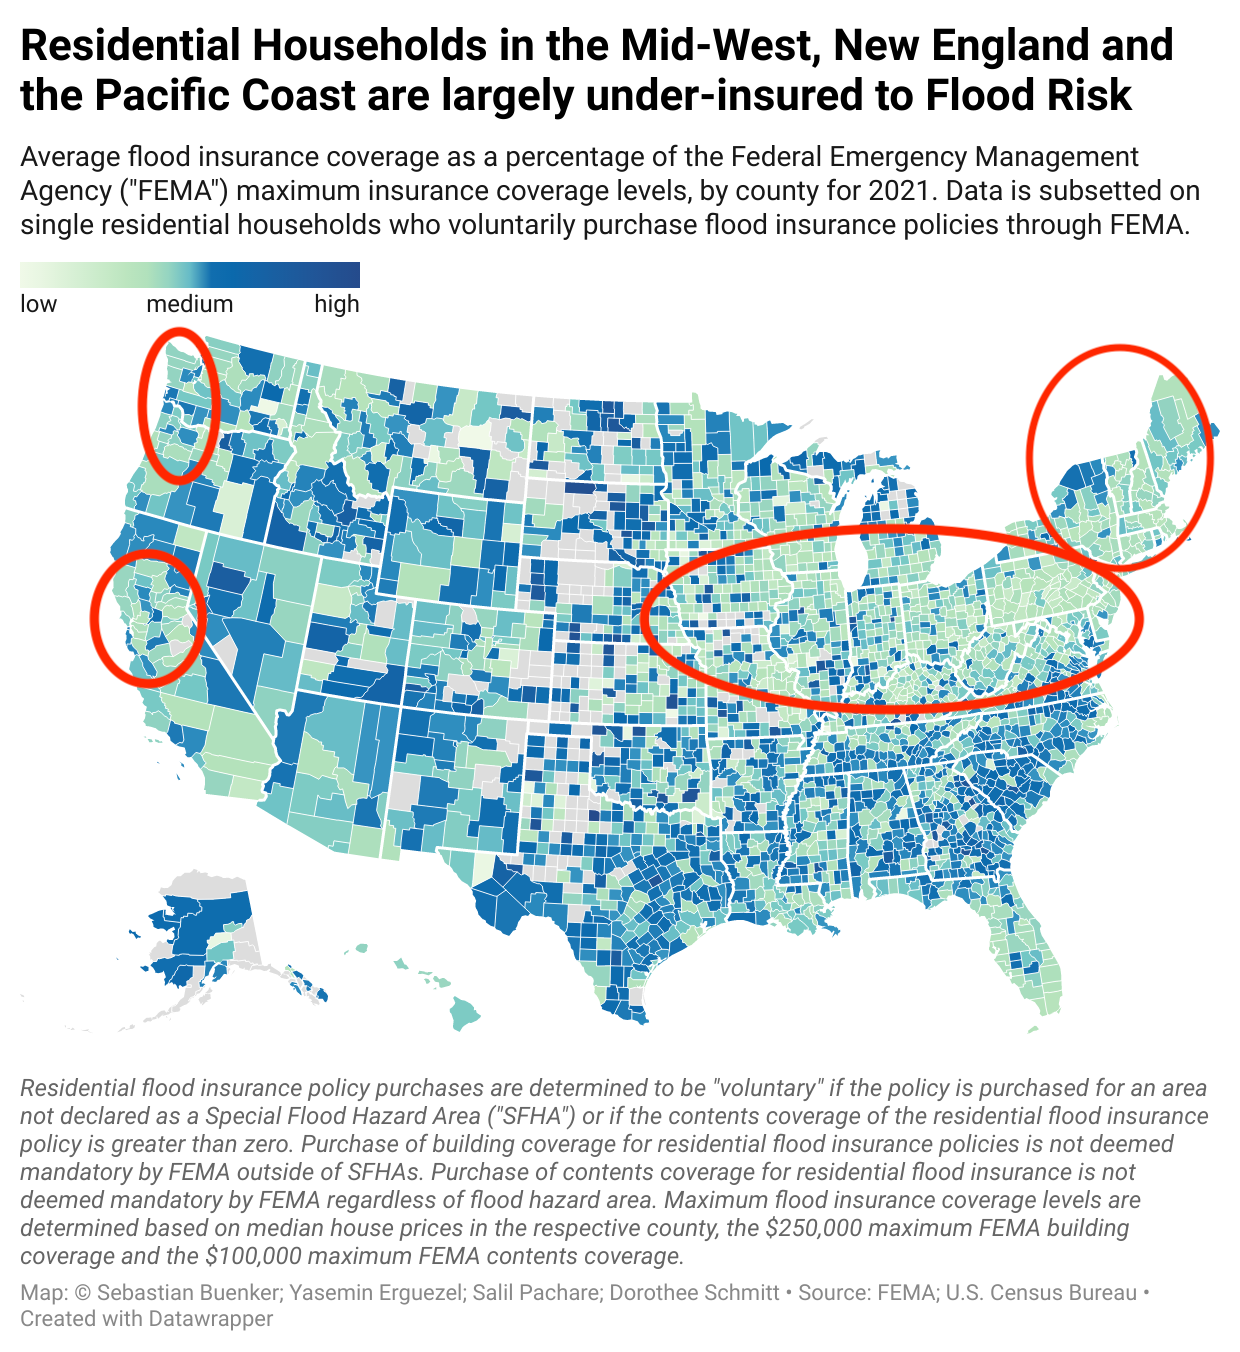 Residential Households in the Mid-West, New England and
the Pacific Coast are largely under-insured to Flood Risk
Average flood insurance coverage as a percentage of the Federal Emergency Management
Agency ("FEMA") maximum insurance coverage levels, by county for 2021. Data is subsetted on
single residential households who voluntarily purchase flood insurance policies through FEMA.
low medium high
Residential flood insurance policy purchases are determined to be "voluntary" if the policy is purchased for an area
not declared as a Special Flood Hazard Area ("SFHA") or if the contents coverage of the residential flood insurance
policy is greater than zero. Purchase of building coverage for residential flood insurance policies is not deemed
mandatory by FEMA outside of SFHAs. Purchase of contents coverage for residential flood insurance is not
deemed mandatory by FEMA regardless of flood hazard area. Maximum flood insurance coverage levels are
determined based on median house prices in the respective county, the $250,000 maximum FEMA building
coverage and the $100,000 maximum FEMA contents coverage.
Map: © Sebastian Buenker; Yasemin Erguezel; Salil Pachare; Dorothee Schmitt • Source: FEMA; U.S. Census Bureau •
Created with Datawrapper